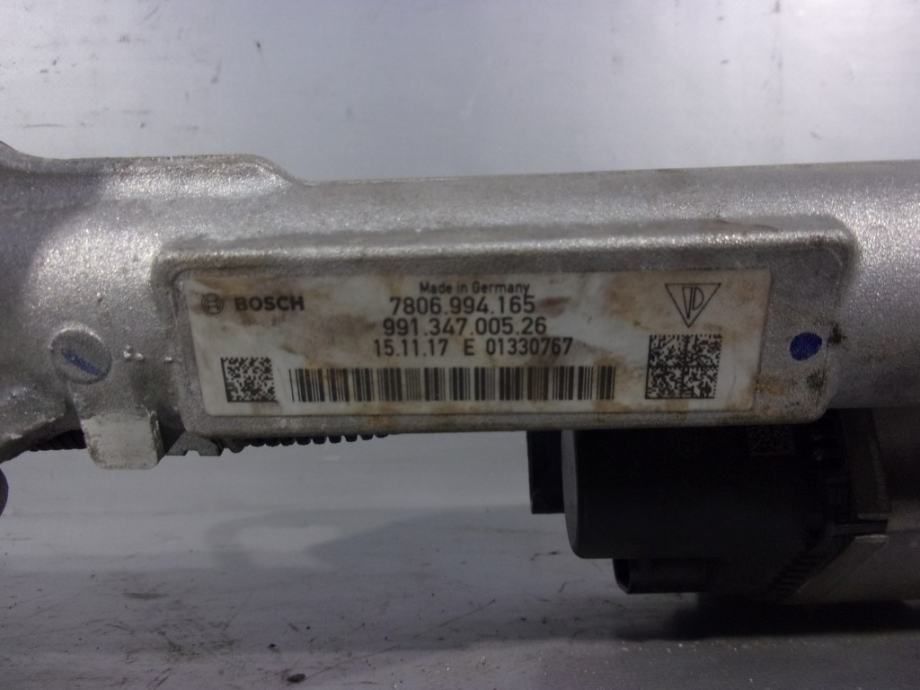 Made in Germany
BOSCH 7806.994.165
991.347.005.26
15.11.17 E 01330767